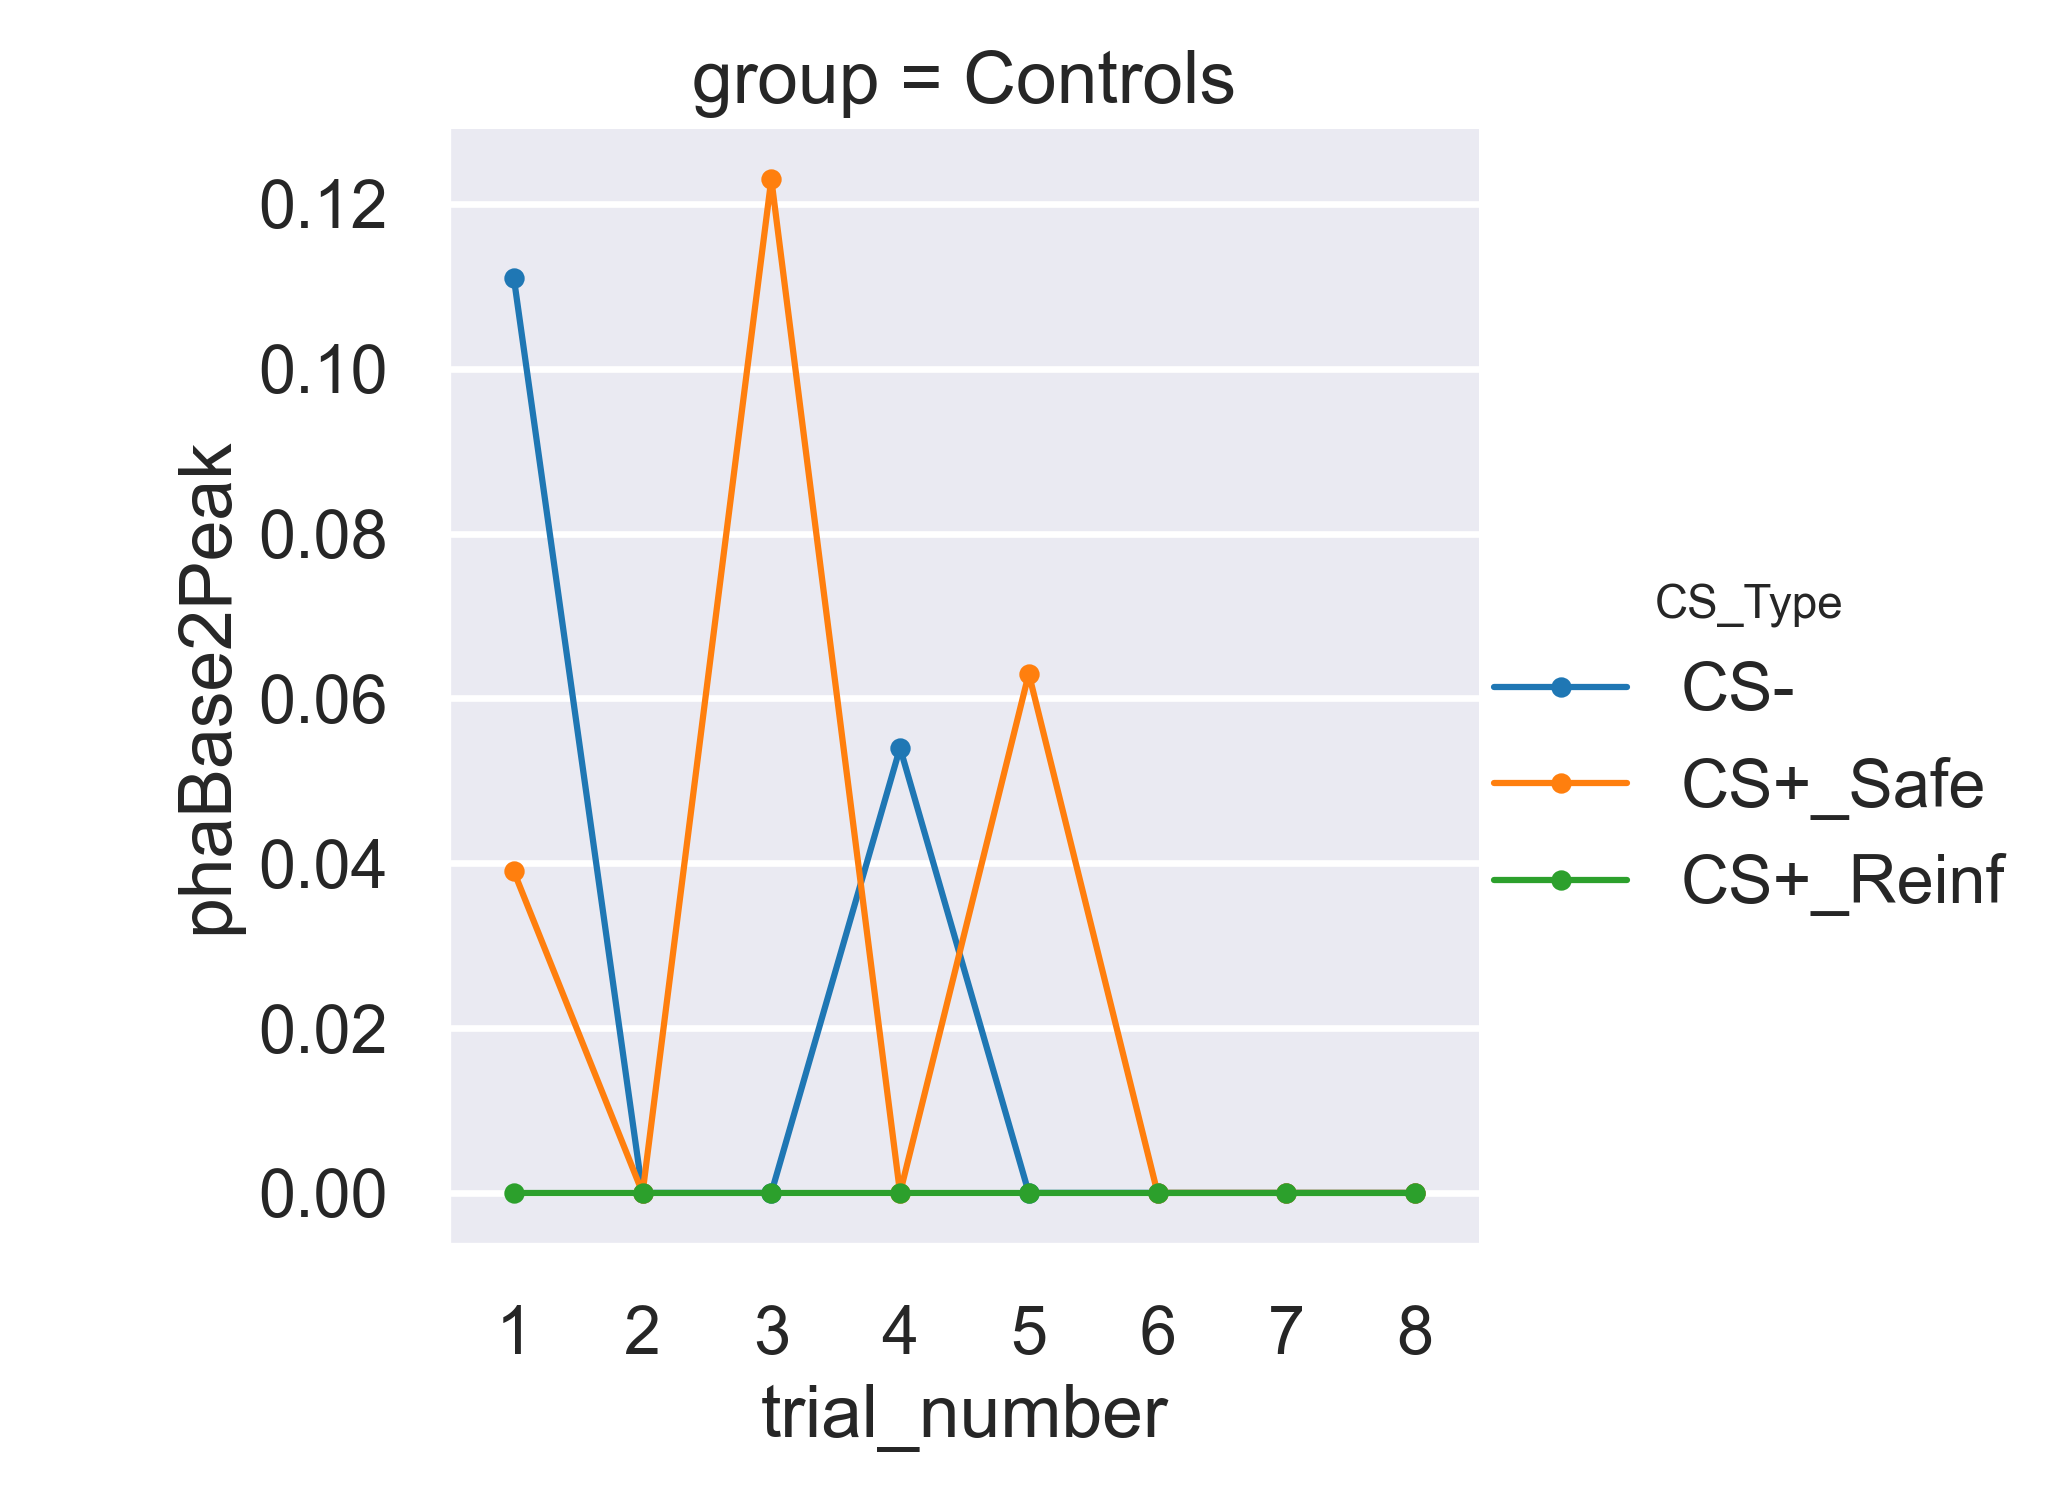 group = Controls
0.12
0.10
0.08
0.06
0.04
0.02
0.00
phaBase2Peak
1 2 3 4 5 6 7 8
trial_number
CS_Type
CS-
CS+_Safe
CS+_Reinf